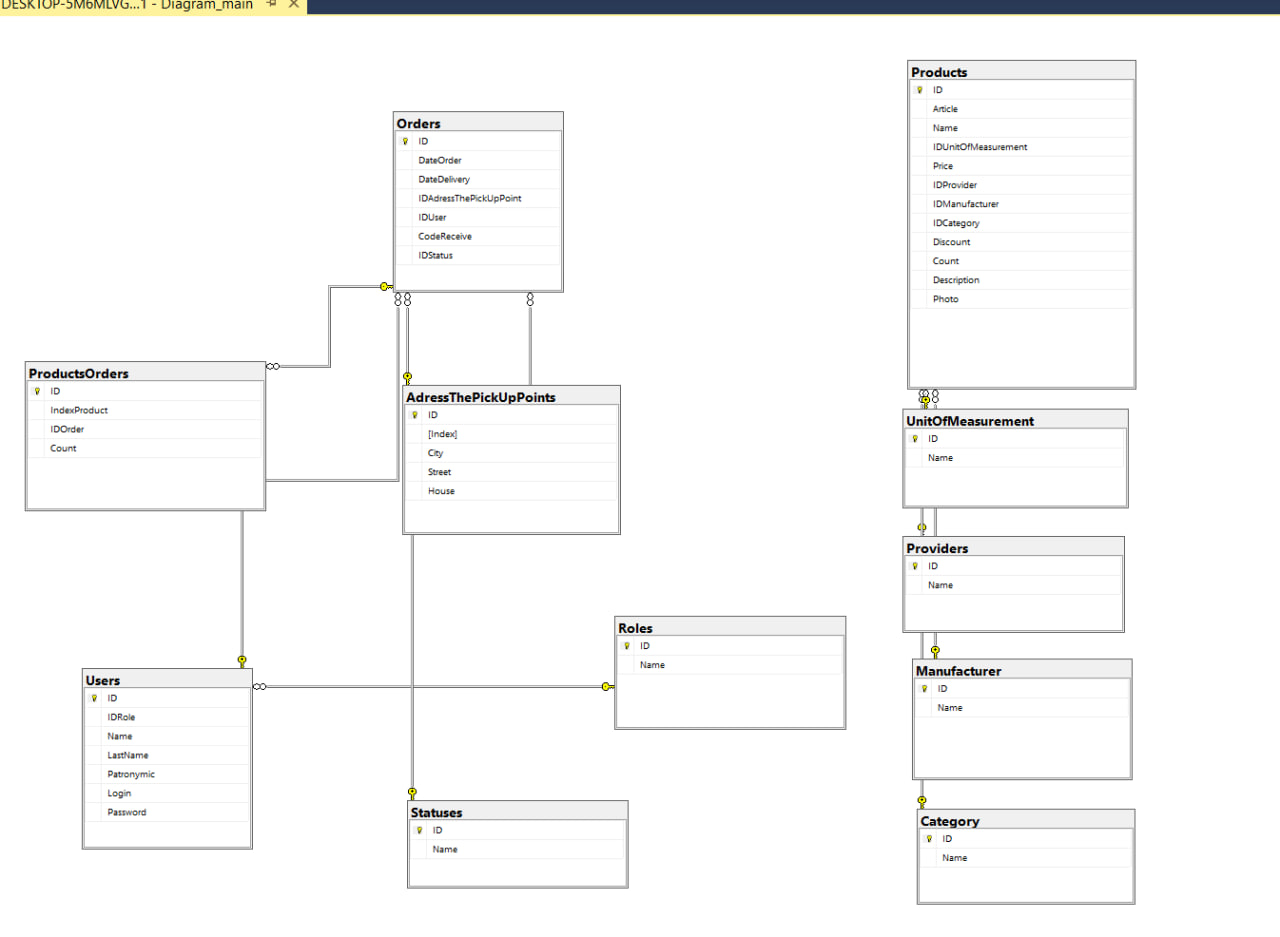 DESKTOP-5M6MLVG...1 - Diagram_main
Products
ID
Article
Name
IDUnitOfMeasurement
Price
IDProvider
IDManufacturer
IDCategory
Discount
Count
Description
Photo
Orders
ID
DateOrder
DateDelivery
IDAdressThePickUpPoint
IDUser
CodeReceive
IDStatus
ProductsOrders
ID
IndexProduct
IDOrder
Count
AdressThePickUpPoints
ID
[Index]
City
Street
House
UnitOfMeasurement
ID
Name
Providers
ID
Name
Roles
ID
Name
Manufacturer
ID
Name
Users
ID
IDRole
Name
LastName
Patronymic
Login
Password
Statuses
ID
Name
Category
ID
Name